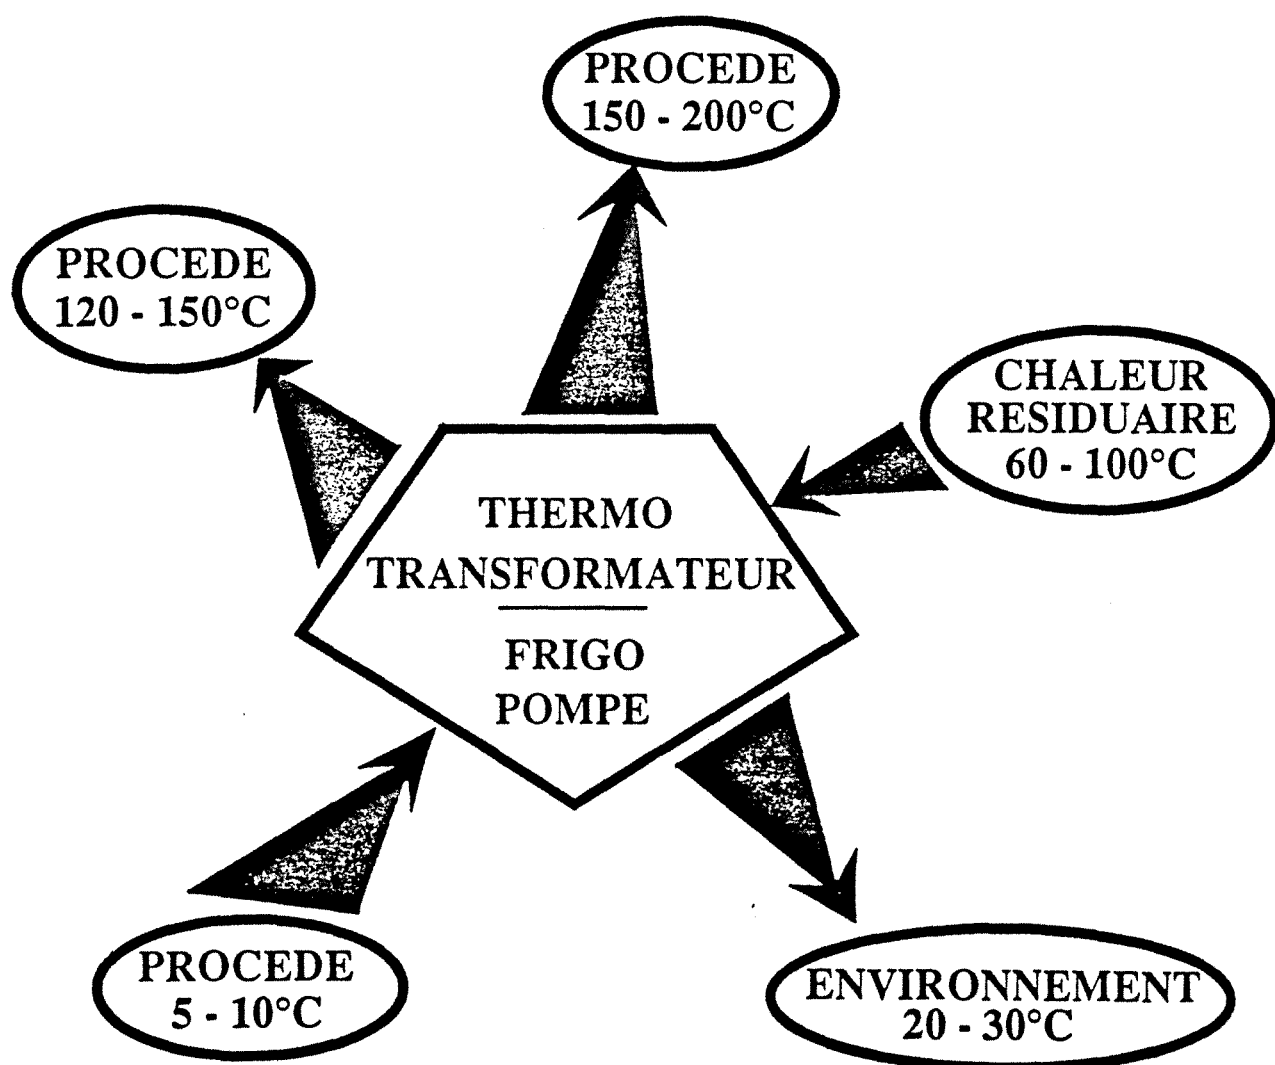 PROCEDE
150 - 200°C
PROCEDE
120 - 150°C
CHALEUR
RESIDUAIRE
60 - 100°C
THERMO
TRANSFORMATEUR
FRIGO
POMPE
PROCEDE
5 - 10°C
ENVIRONNEMENT
20 - 30°C